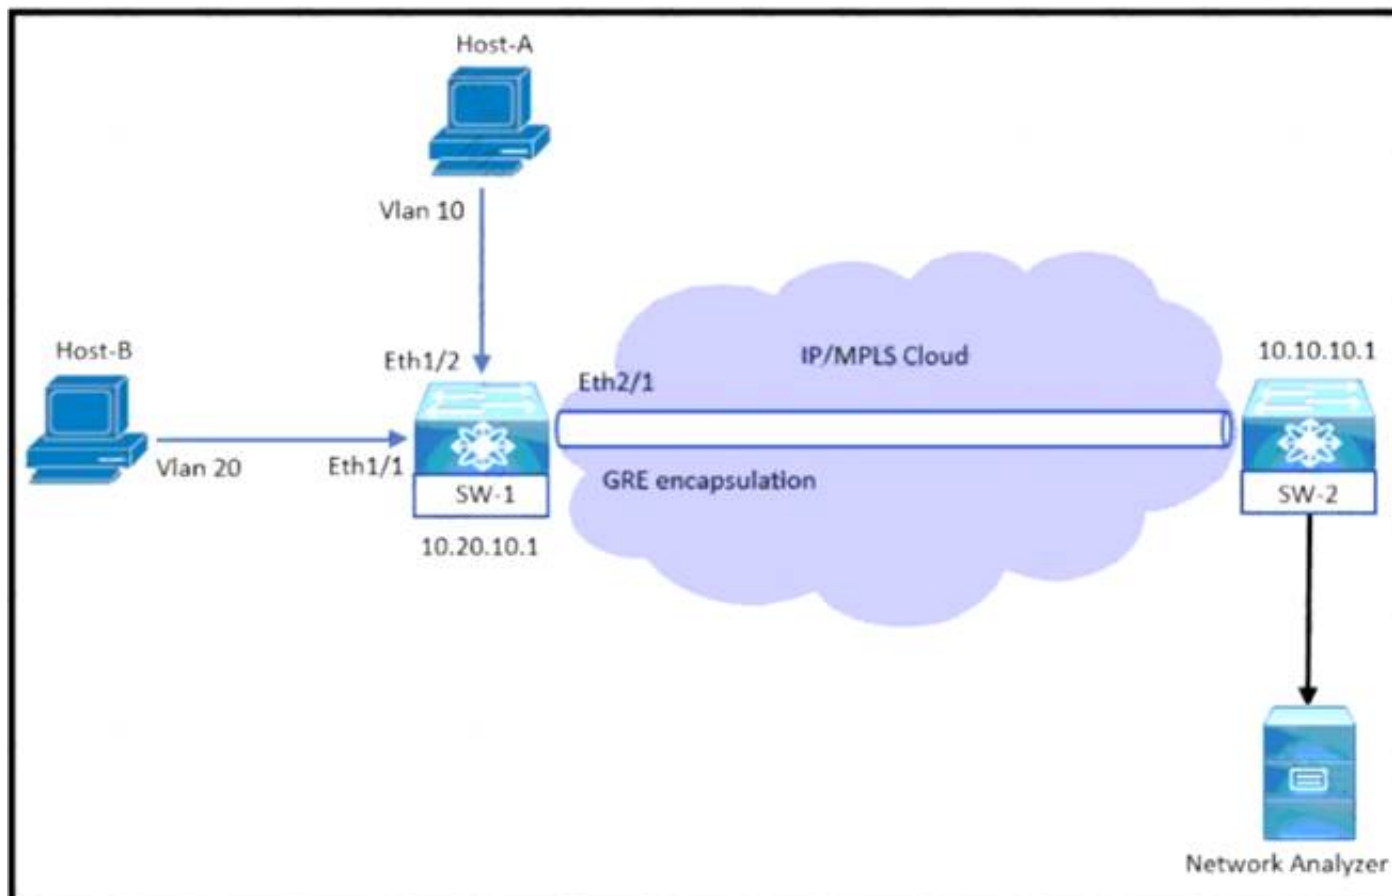 Host-A
Vlan 10
Host-B
Eth1/2
IP/MPLS Cloud
10.10.10.1
Eth2/1
Vlan 20
Eth1/1
GRE encapsulation
SW-1
SW-2
10.20.10.1
Network Analyzer